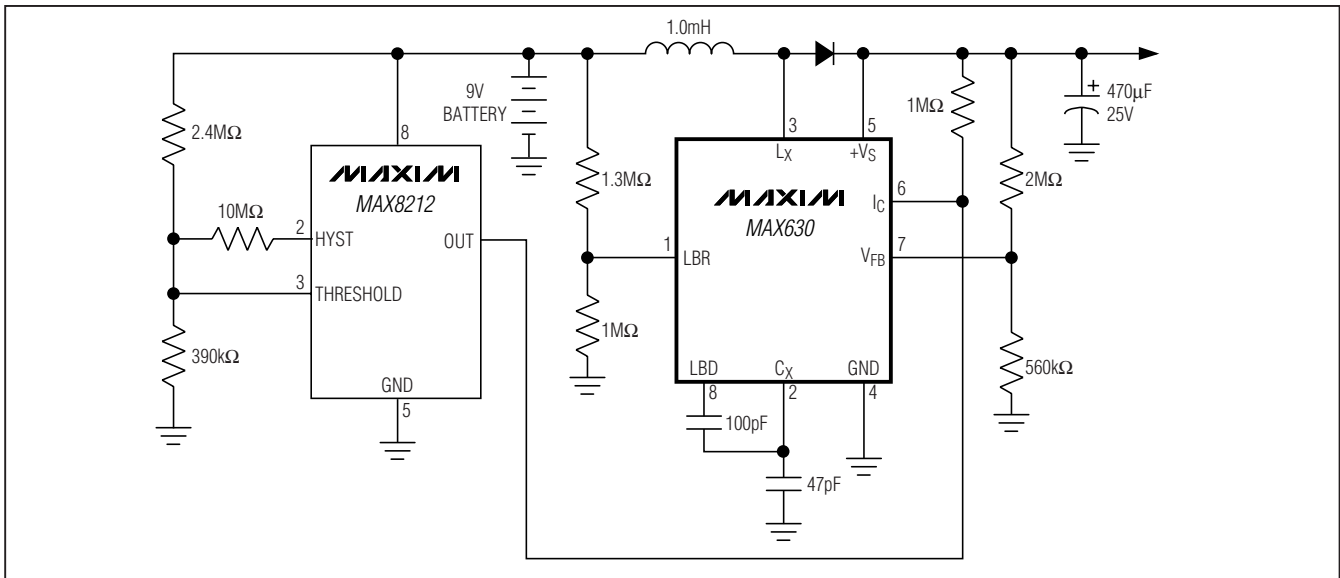 1.0mH
9V
BATTERY
470µF
25V
+
1MΩ
2.4MΩ
8
3
5
LX
+VS
MAXIM
MAX8212
1.3MΩ
MAXIM
MAX630
6
IC
2MΩ
10MΩ
2
HYST
OUT
1
LBR
7
VFB
3
THRESHOLD
1MΩ
390kΩ
560kΩ
GND
5
LBD
CX
GND
8
2
4
100pF
47pF